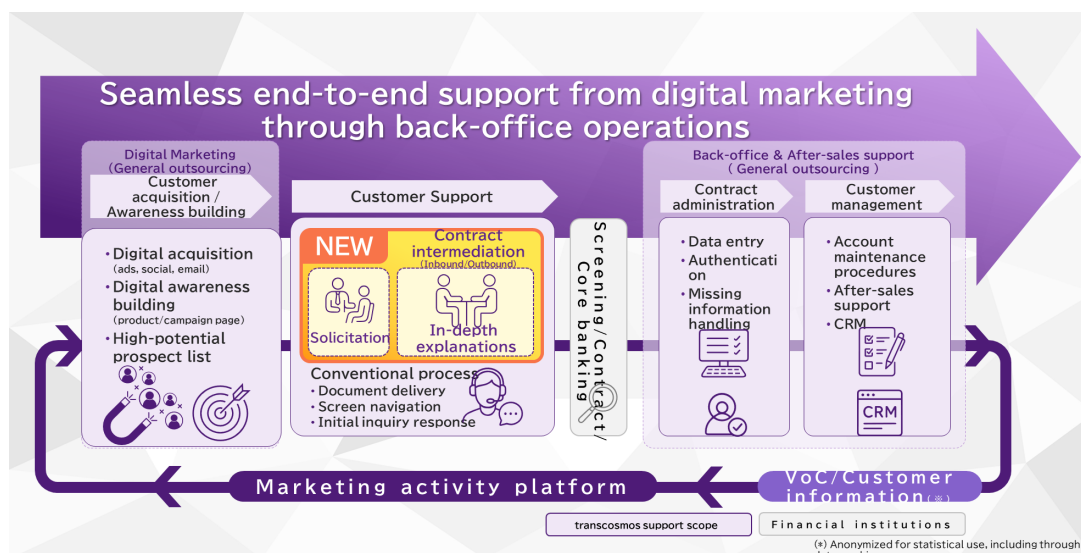 Seamless end-to-end support from digital marketing
through back-office operations
Digital Marketing
(General outsourcing)
Customer
acquisition /
Awareness building
・Digital acquisition
(ads, social, email)
・Digital awareness
building
(product/campaign page)
・High-potential
prospect list
Customer Support
NEW
Contract
intermediation
(Inbound/Outbound)
Solicitation
In-depth
explanations
Conventional process
・Document delivery
・Screen navigation
・Initial inquiry response
Screening/Contract/
Core banking
Back-office & After-sales support
( General outsourcing )
Contract
administration
・Data entry
・Authenticati
on
・Missing
information
handling
Customer
management
・Account
maintenance
procedures
・After-sales
support
・CRM
CRM
Marketing activity platform
VoC/Customer
information(※)
transcosmos support scope
Financial institutions
(*) Anonymized for statistical use, including through